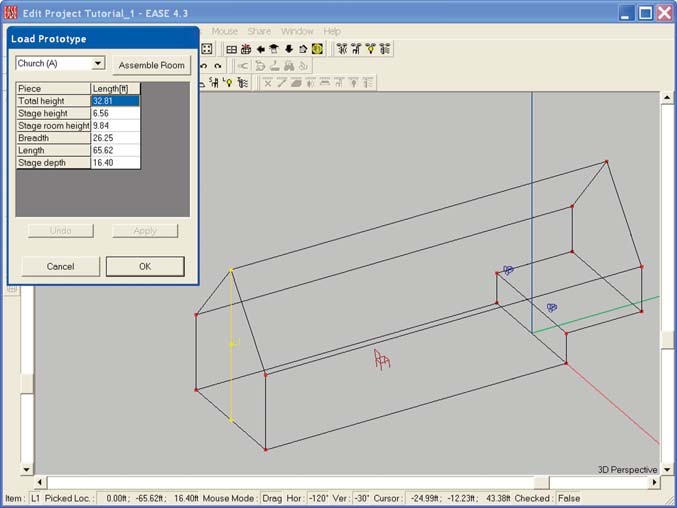 Edit Project Tutorial_1 - EASE 4.3
Mouse Share Window
Load Prototype
Church (A)
Assemble Room
Piece Length[ft]
Total height 32.81
Stage height 6.56
Stage room height 9.84
Breadth 26.25
Length 65.62
Stage depth 16.40
Undo
Apply
Cancel
OK
3D Perspective
Item : L1 Picked Loc. : 0.00ft ; -65.62ft ; 16.40ft Mouse Mode : Drag Hor : -120° Ver : -30° Cursor : -24.99ft ; -12.23ft ; 43.38ft Checked : False